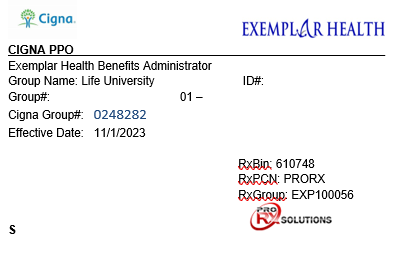 Cigna
EXEMPLAR HEALTH
CIGNA PPO
Exemplar Health Benefits Administrator
Group Name: Life University ID#:
Group#: 01 –
Cigna Group#: 0248282
Effective Date: 11/1/2023
RxBin: 610748
RxPCN: PRORX
RxGroup: EXP100056
PRO RX SOLUTIONS
S